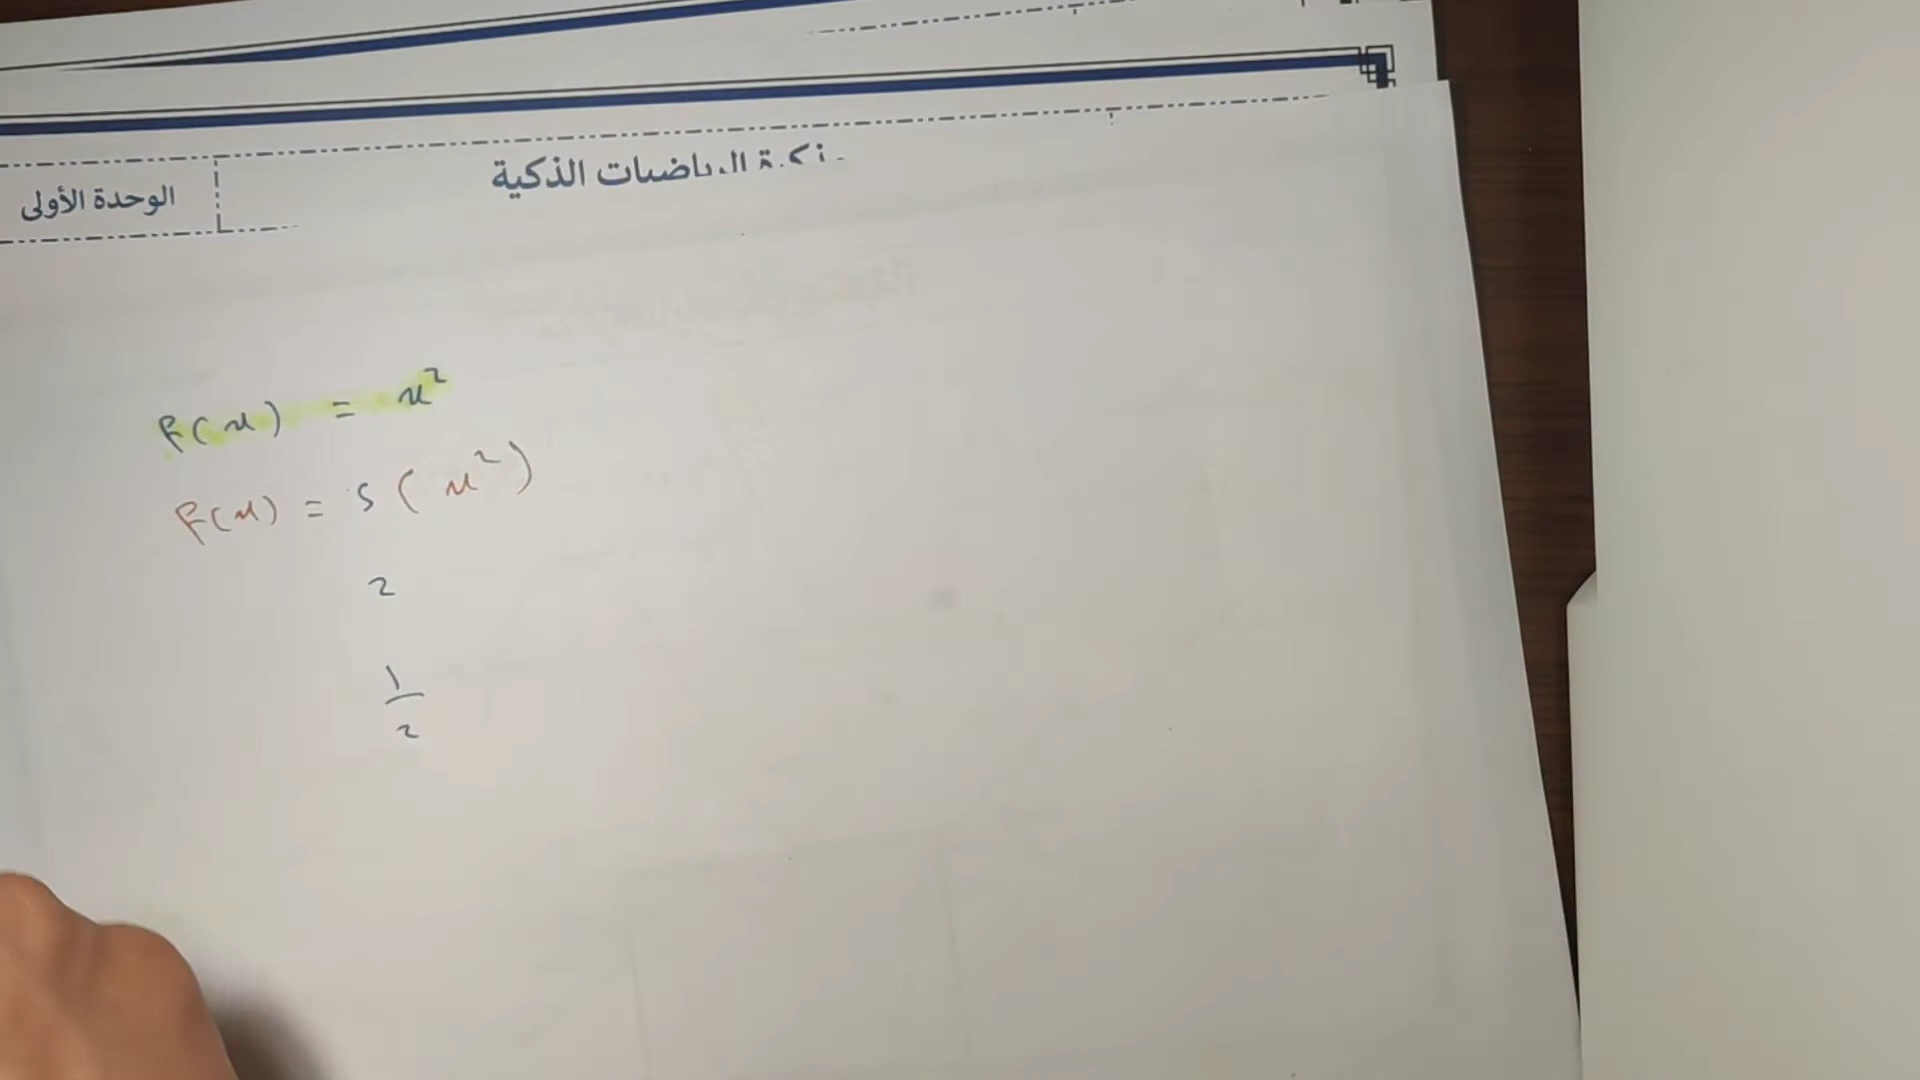 الرياضيات الذكية
الوحدة الأولى
f(x) = x²
f(x) = 5 (x²)
2
1/2